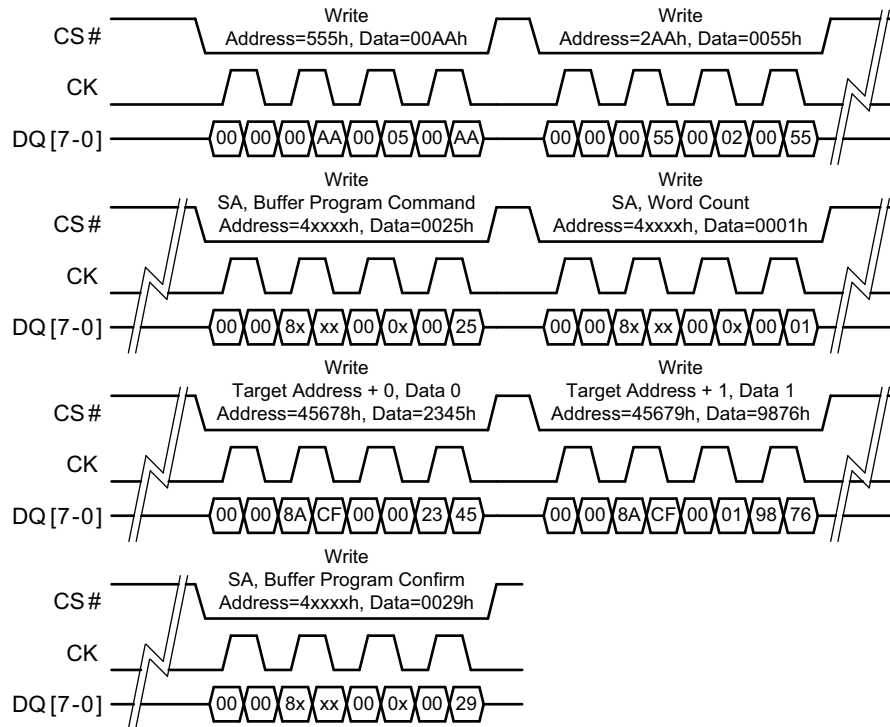 Write Write
Address=555h, Data=00AAh Address=2AAh, Data=0055h
CS#
CK
DQ[7-0] 00 00 00 AA 00 05 00 AA 00 00 00 55 00 02 00 55
Write Write
SA, Buffer Program Command SA, Word Count
Address=4xxxxh, Data=0025h Address=4xxxxh, Data=0001h
CS#
CK
DQ[7-0] 00 00 8x xx 00 0x 00 25 00 00 8x xx 00 0x 00 01
Write Write
Target Address + 0, Data 0 Target Address + 1, Data 1
Address=45678h, Data=2345h Address=45679h, Data=9876h
CS#
CK
DQ[7-0] 00 00 8A CF 00 00 23 45 00 00 8A CF 00 01 98 76
Write
SA, Buffer Program Confirm
Address=4xxxxh, Data=0029h
CS#
CK
DQ[7-0] 00 00 8x xx 00 0x 00 29